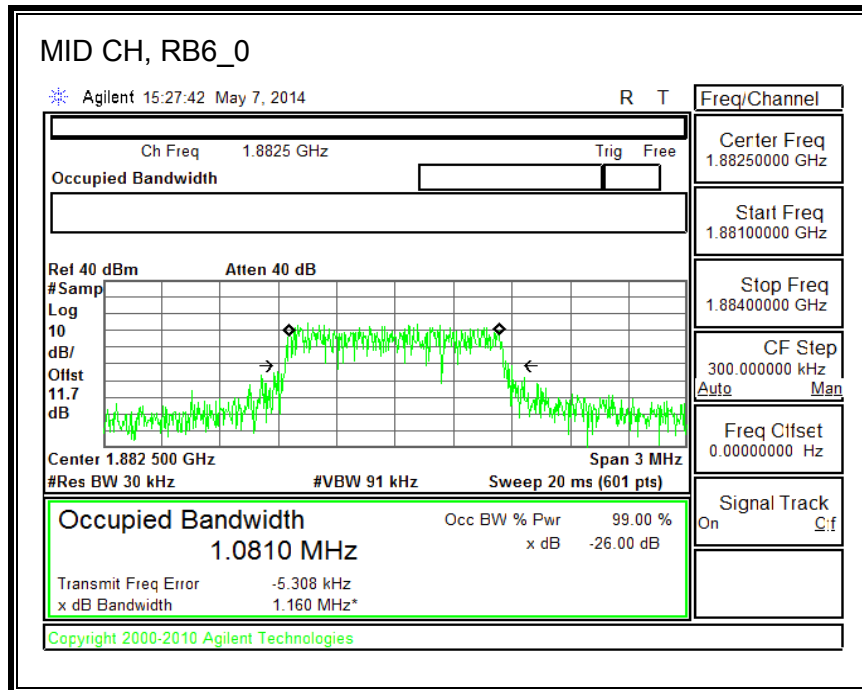 MID CH, RB6_0
Agilent 15:27:42 May 7, 2014 R T
Freq/Channel
Ch Freq 1.8825 GHz Trig Free
Occupied Bandwidth
Center Freq
1.88250000 GHz
Start Freq
1.88100000 GHz
Stop Freq
1.88400000 GHz
CF Step
300.000000 kHz
Auto Man
Freq Offset
0.00000000 Hz
Signal Track
On Off
Ref 40 dBm Atten 40 dB
#Samp
Log
10
dB/
Offst
11.7
dB
Center 1.882 500 GHz Span 3 MHz
#Res BW 30 kHz #VBW 91 kHz Sweep 20 ms (601 pts)
Occupied Bandwidth
1.0810 MHz
Occ BW % Pwr 99.00 %
x dB -26.00 dB
Transmit Freq Error -5.308 kHz
x dB Bandwidth 1.160 MHz*
Copyright 2000-2010 Agilent Technologies